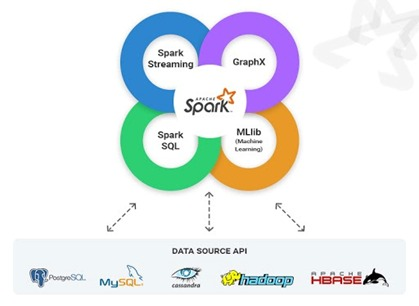 Spark
Streaming
GraphX
APACHE
Spark
Spark
SQL
MLlib
(Machine
Learning)
DATA SOURCE API
PostgreSQL
MySQL
cassandra
hadoop
APACHE
HBASE